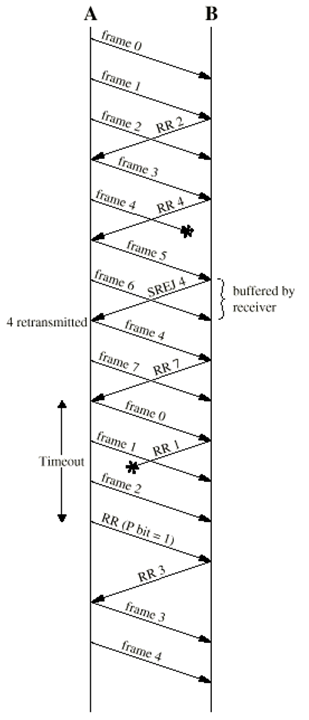 A
B
frame 0
frame 1
frame 2
RR 2
frame 3
frame 4
RR 4
frame 5
frame 6
SREJ 4
buffered by
receiver
4 retransmitted
frame 4
frame 7
RR 7
frame 0
frame 1
RR 1
Timeout
frame 2
RR (P bit = 1)
RR 3
frame 3
frame 4